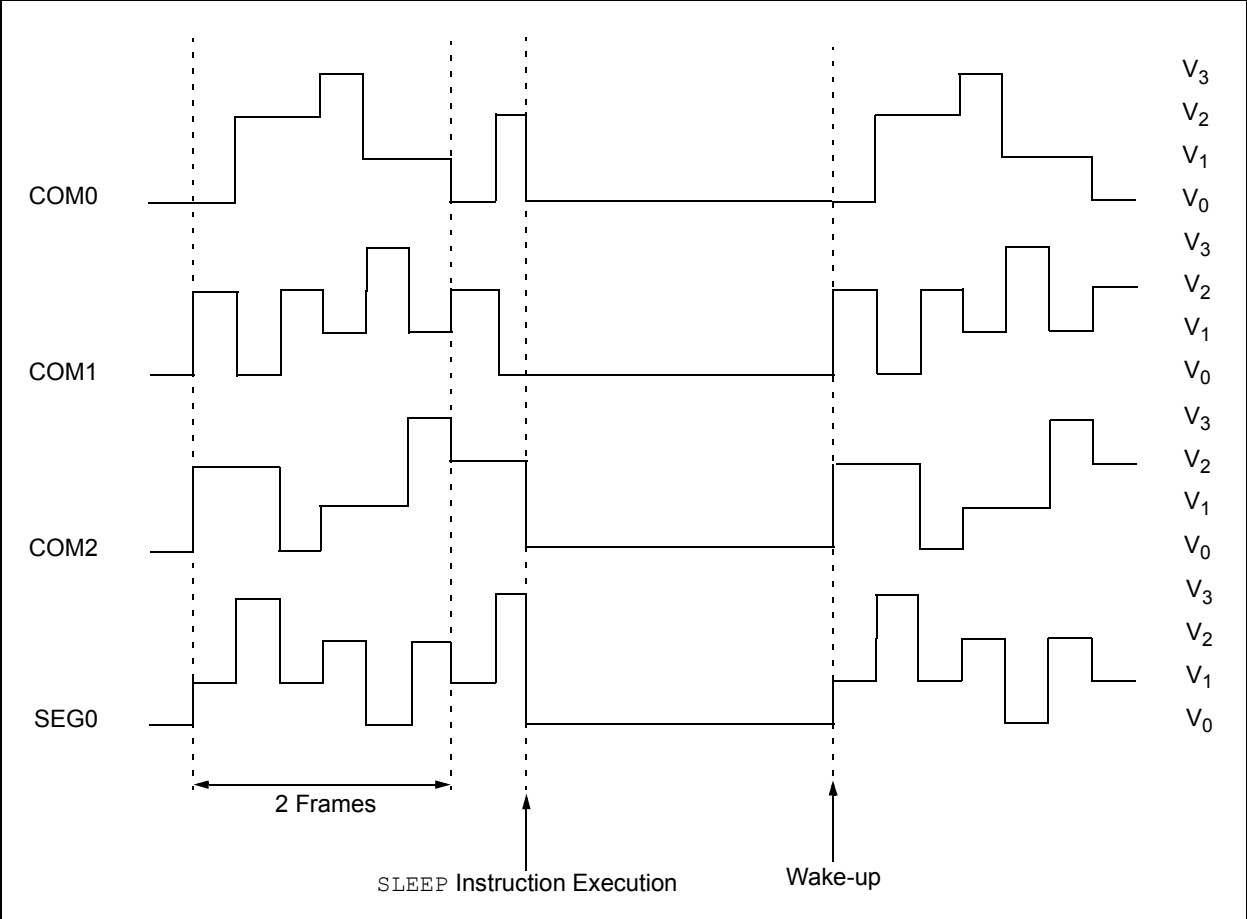 V3
V2
V1
COM0 V0
V3
V2
V1
COM1 V0
V3
V2
V1
COM2 V0
V3
V2
V1
SEG0 V0
2 Frames
SLEEP Instruction Execution
Wake-up